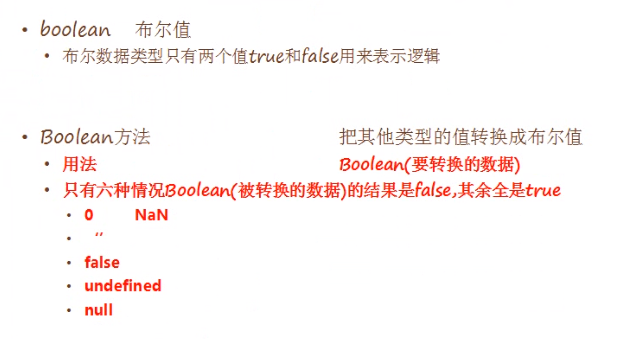 • boolean 布尔值
• 布尔数据类型只有两个值true和false用来表示逻辑
• Boolean方法 把其他类型的值转换成布尔值
• 用法 Boolean(要转换的数据)
• 只有六种情况Boolean(被转换的数据)的结果是false,其余全是true
• 0 NaN
• “
• false
• undefined
• null